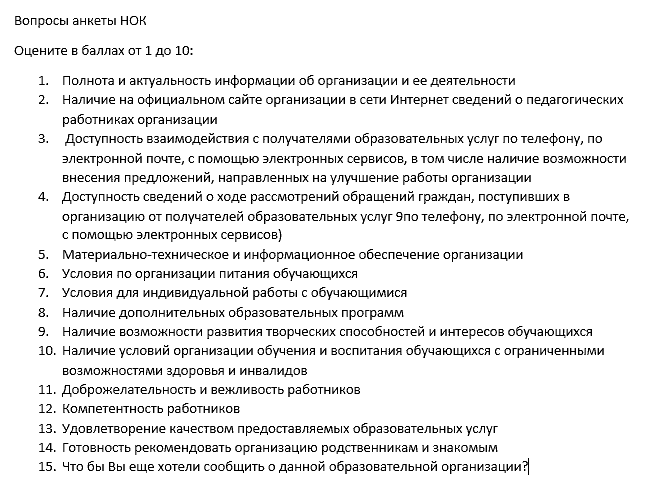 Вопросы анкеты НОК
Оцените в баллах от 1 до 10:
1. Полнота и актуальность информации об организации и ее деятельности
2. Наличие на официальном сайте организации в сети Интернет сведений о педагогических
работниках организации
3. Доступность взаимодействия с получателями образовательных услуг по телефону, по
электронной почте, с помощью электронных сервисов, в том числе наличие возможности
внесения предложений, направленных на улучшение работы организации
4. Доступность сведений о ходе рассмотрений обращений граждан, поступивших в
организацию от получателей образовательных услуг 9по телефону, по электронной почте,
с помощью электронных сервисов)
5. Материально-техническое и информационное обеспечение организации
6. Условия по организации питания обучающихся
7. Условия для индивидуальной работы с обучающимися
8. Наличие дополнительных образовательных программ
9. Наличие возможности развития творческих способностей и интересов обучающихся
10. Наличие условий организации обучения и воспитания обучающихся с ограниченными
возможностями здоровья и инвалидов
11. Доброжелательность и вежливость работников
12. Компетентность работников
13. Удовлетворение качеством предоставляемых образовательных услуг
14. Готовность рекомендовать организацию родственникам и знакомым
15. Что бы Вы еще хотели сообщить о данной образовательной организации?